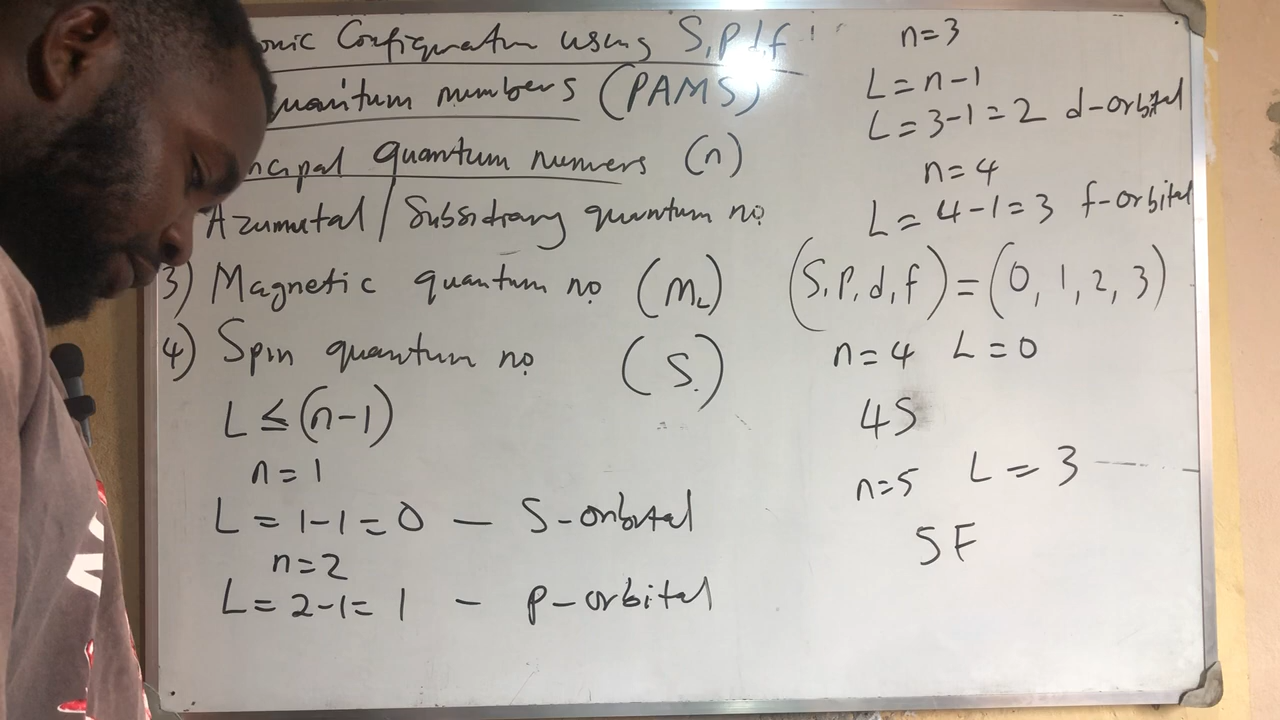 onic Configuration using S,P,d,f
uantum numbers (PAMS)
ncipal quantum numers (n)
Azumutal / Subsidiary quantum no
3) Magnetic quantum no (ML)
4) Spin quantum no (S)
L ≤ (n-1)
n = 1
L = 1-1 = 0 — S-orbital
n = 2
L = 2-1 = 1 - p-orbital
n=3
L = n-1
L = 3-1 = 2 d-orbital
n = 4
L = 4-1 = 3 f-orbital
(S, P, d, f) = (0, 1, 2, 3)
n = 4 L = 0
4S
n=5 L = 3
5F